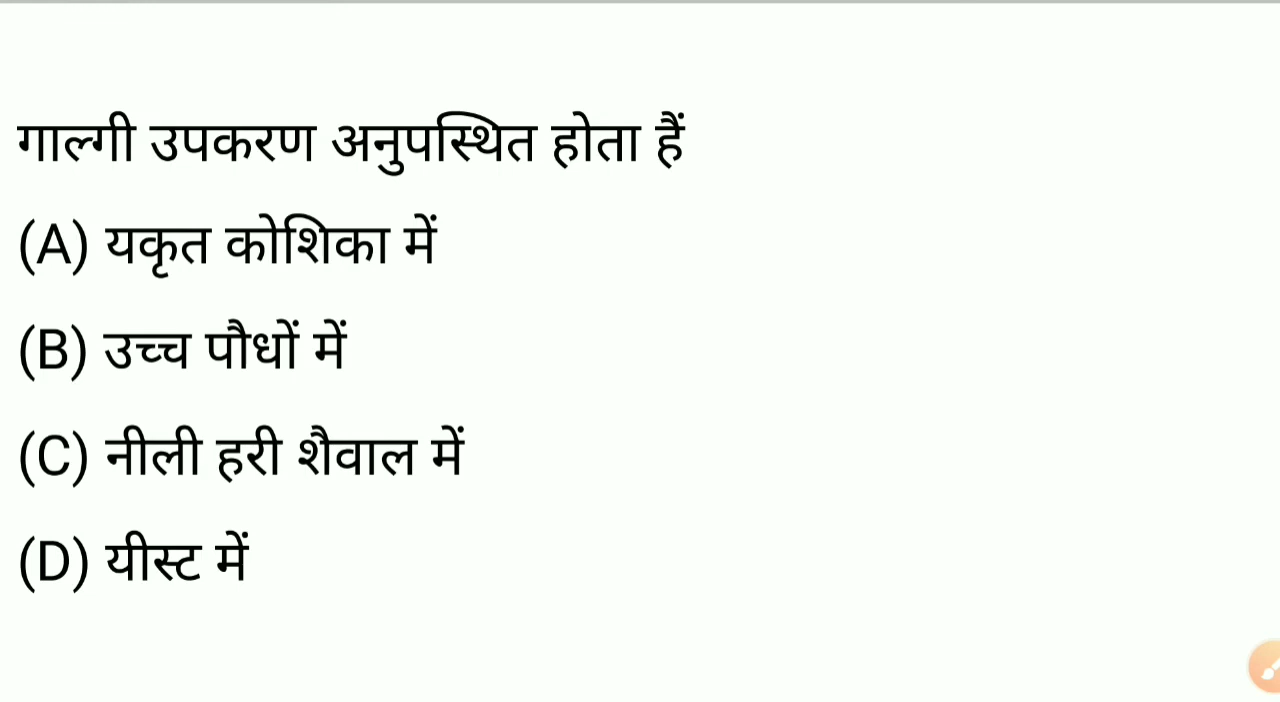 गाल्गी उपकरण अनुपस्थित होता हैं
(A) यकृत कोशिका में
(B) उच्च पौधों में
(C) नीली हरी शैवाल में
(D) यीस्ट में